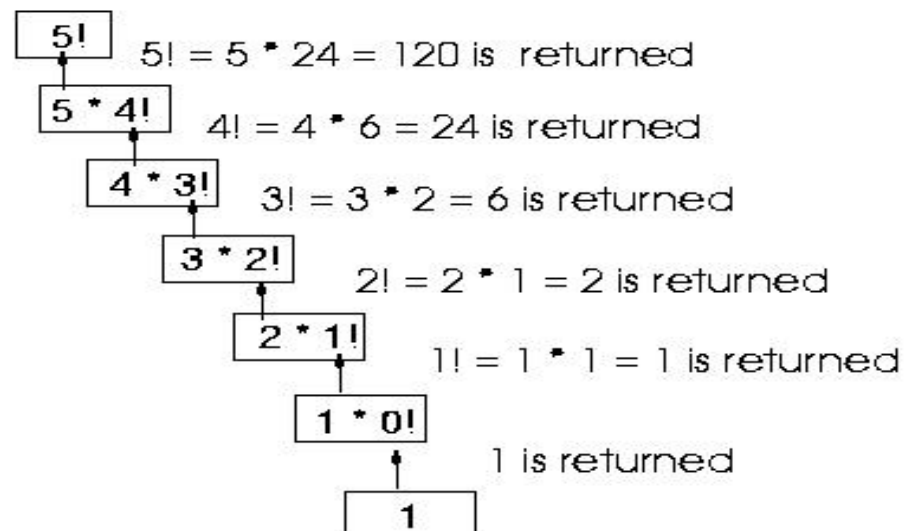 5!
5! = 5 * 24 = 120 is returned
5 * 4!
4! = 4 * 6 = 24 is returned
4 * 3!
3! = 3 * 2 = 6 is returned
3 * 2!
2! = 2 * 1 = 2 is returned
2 * 1!
1! = 1 * 1 = 1 is returned
1 * 0!
1 is returned
1